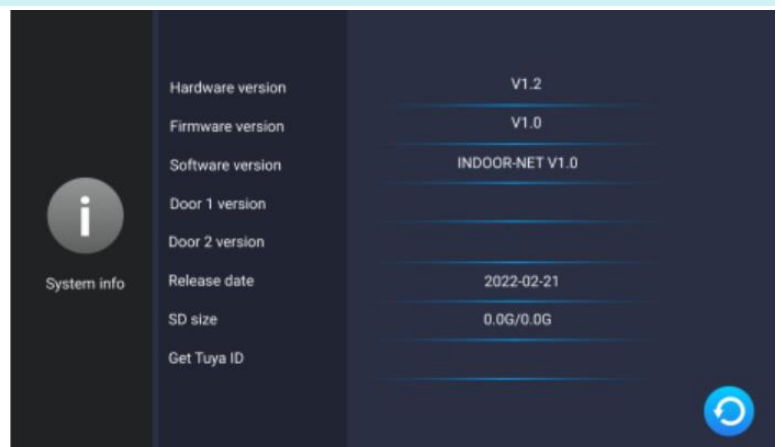 Hardware version V1.2
Firmware version V1.0
Software version INDOOR-NET V1.0
Door 1 version
Door 2 version
System info
Release date 2022-02-21
SD size 0.0G/0.0G
Get Tuya ID